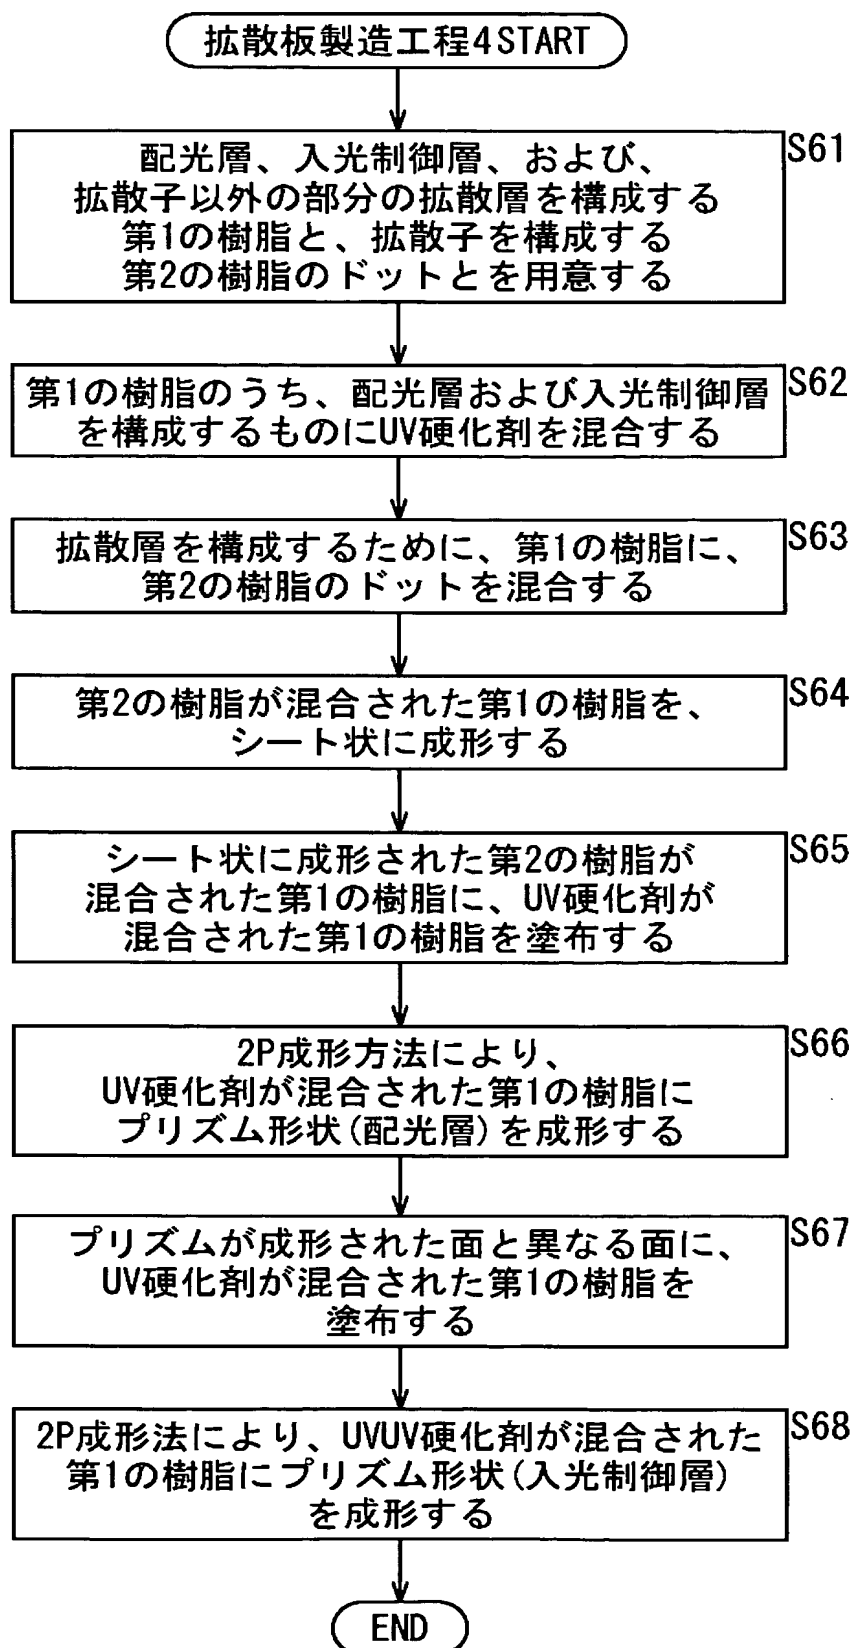 拡散板製造工程4START
S61
配光層、入光制御層、および、
拡散子以外の部分の拡散層を構成する
第1の樹脂と、拡散子を構成する
第2の樹脂のドットとを用意する
S62
第1の樹脂のうち、配光層および入光制御層
を構成するものにUV硬化剤を混合する
S63
拡散層を構成するために、第1の樹脂に、
第2の樹脂のドットを混合する
S64
第2の樹脂が混合された第1の樹脂を、
シート状に成形する
S65
シート状に成形された第2の樹脂が
混合された第1の樹脂に、UV硬化剤が
混合された第1の樹脂を塗布する
S66
2P成形方法により、
UV硬化剤が混合された第1の樹脂に
プリズム形状(配光層)を成形する
S67
プリズムが成形された面と異なる面に、
UV硬化剤が混合された第1の樹脂を
塗布する
S68
2P成形法により、UVUV硬化剤が混合された
第1の樹脂にプリズム形状(入光制御層)
を成形する
END